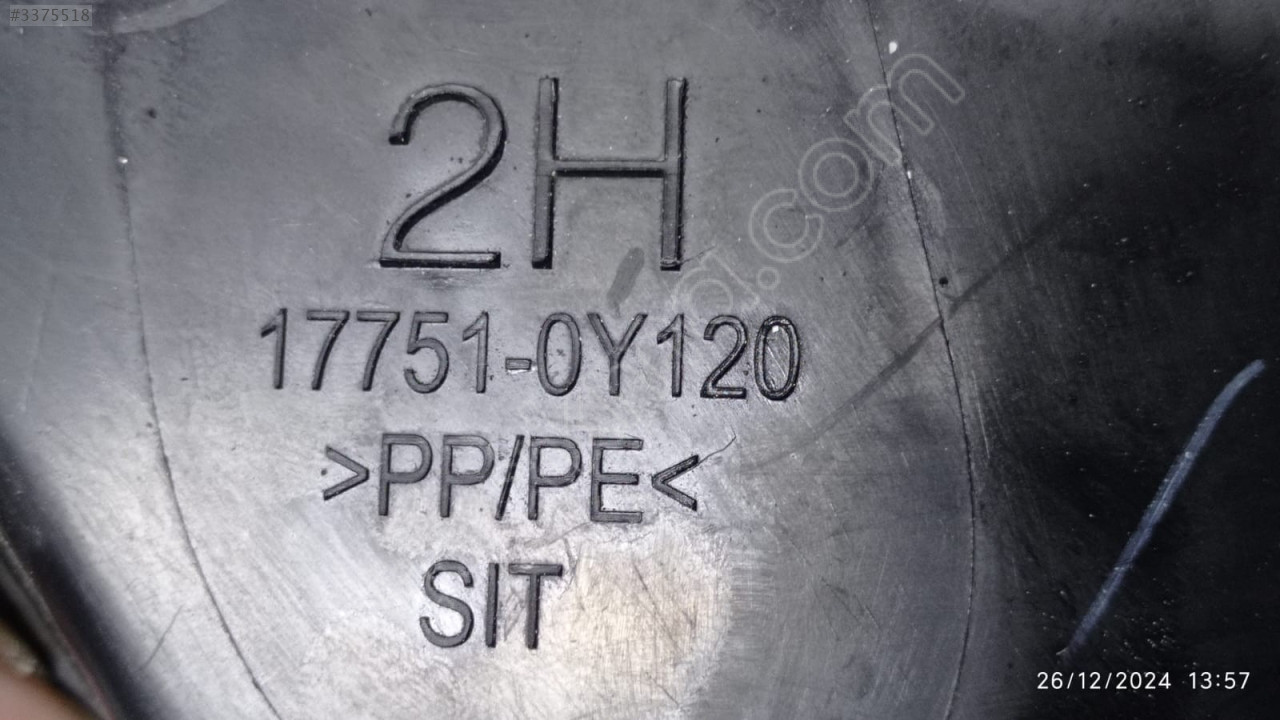 #3375518
2H
17751-0Y120
>PP/PE<
SIT
26/12/2024 13:57